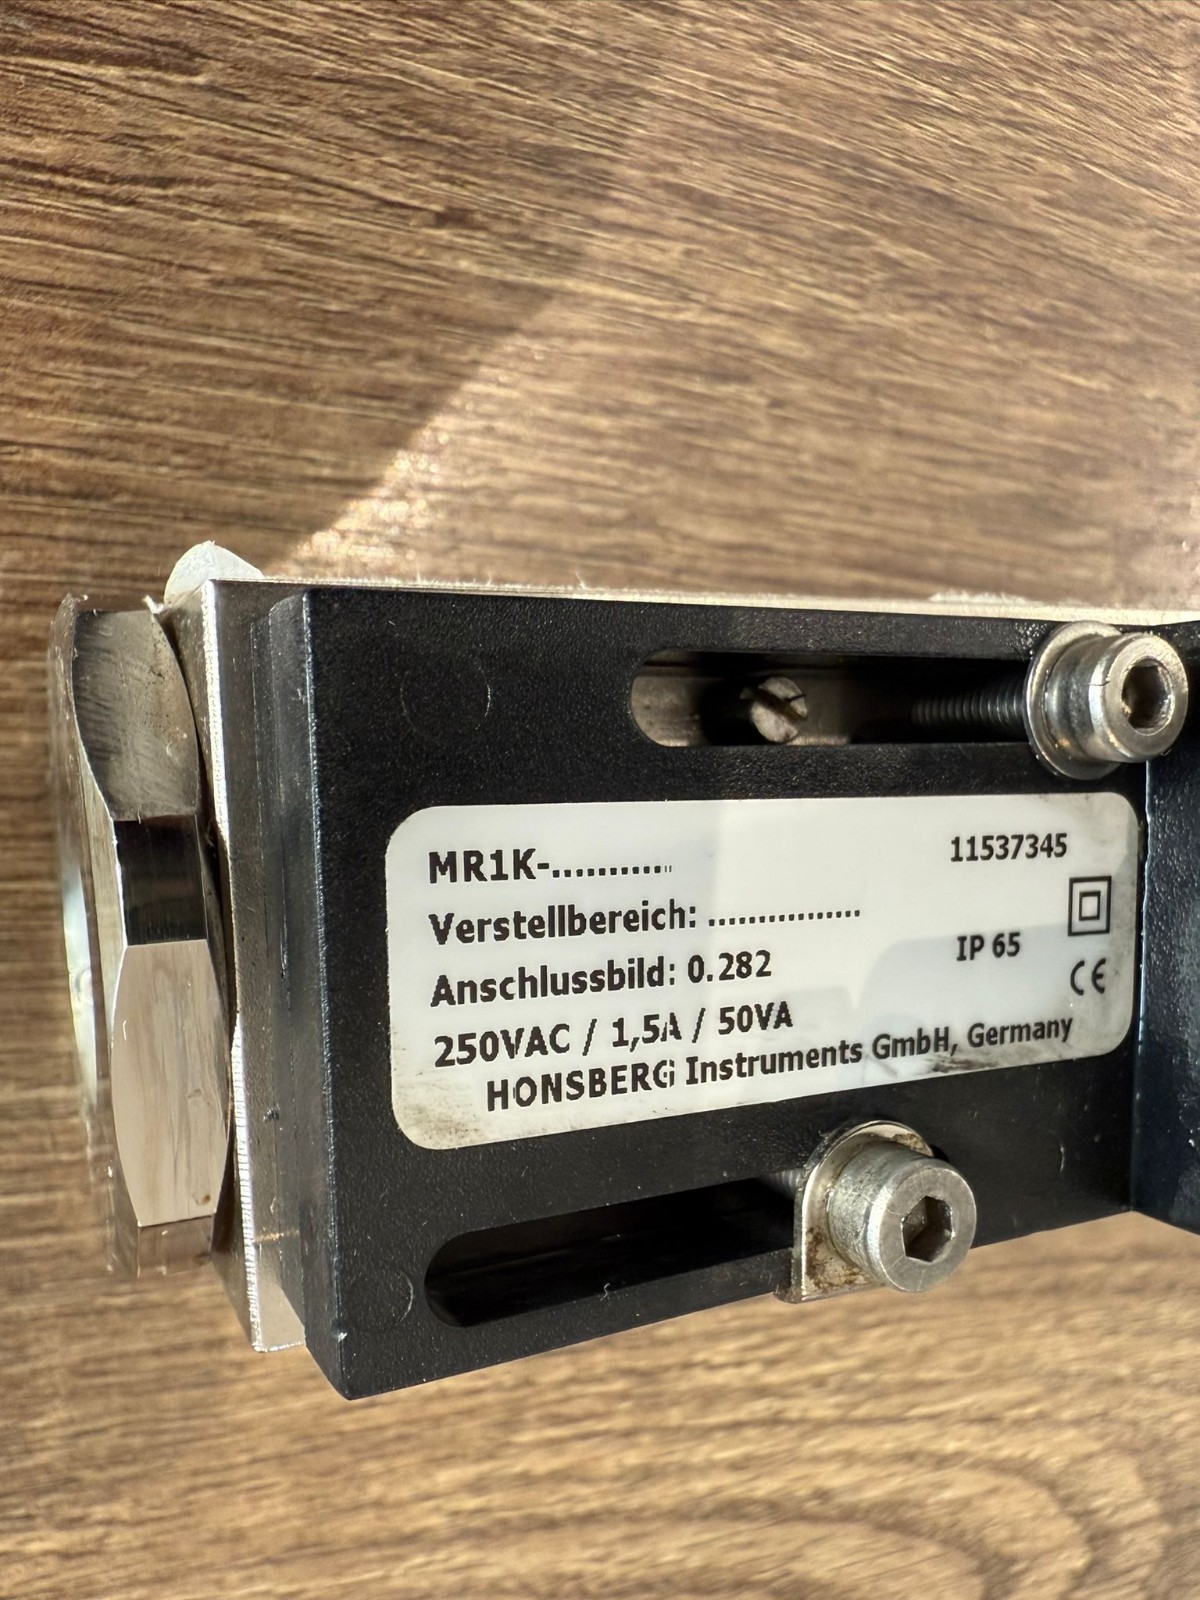 MR1K-............
11537345
Verstellbereich: ................
Anschlussbild: 0.282
IP 65
CE
250VAC / 1,5A / 50VA
HONSBERG Instruments GmbH, Germany